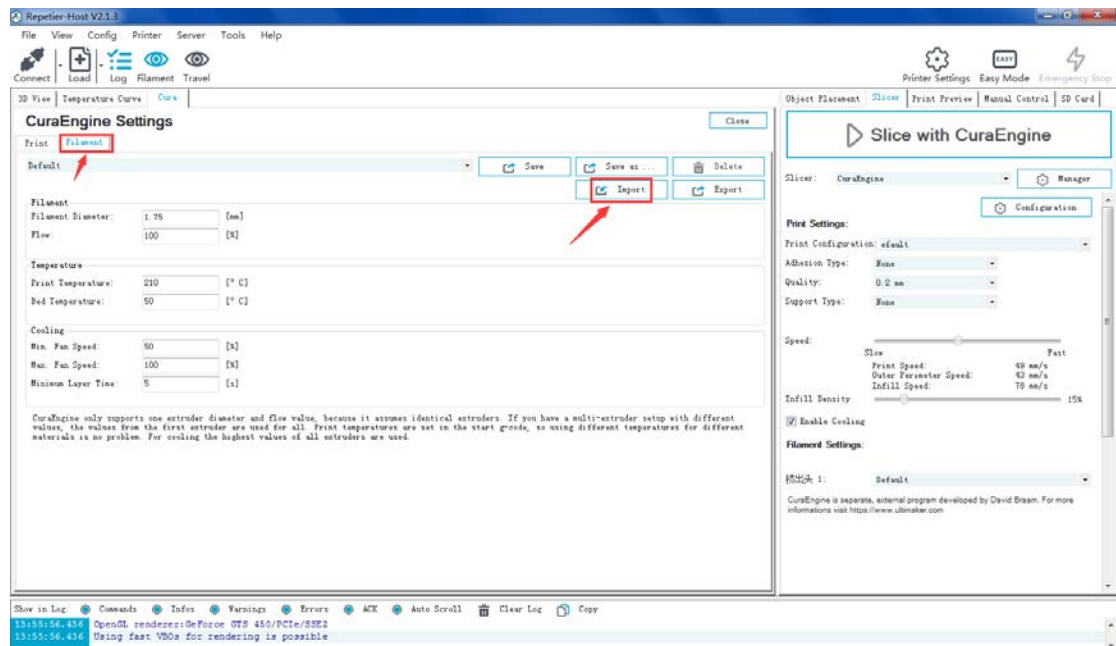 Repetier-Host V2.1.3
File View Config Printer Server Tools Help
Connect Load Log Filament Travel
Printer Settings Easy Mode Emergency Stop
EASY
3D View Temperature Curve Cura
Object Placement Slicer Print Preview Manual Control SD Card
CuraEngine Settings
Close
Print Filament
Default
Save Save as ... Delete
Import Export
Filament
Filament Diameter: 1.75 [mm]
Flow: 100 [%]
Temperature
Print Temperature: 210 [° C]
Bed Temperature: 50 [° C]
Cooling
Min. Fan Speed: 50 [%]
Max. Fan Speed: 100 [%]
Minimum Layer Time: 5 [s]
CuraEngine only supports one extruder diameter and flow value, because it assumes identical extruders. If you have a multi-extruder setup with different
values, the values from the first extruder are used for all. Print temperatures are set in the start g-code, so using different temperatures for different
materials is no problem. For cooling the highest values of all extruders are used.
Slice with CuraEngine
Slicer: CuraEngine Manager
Configuration
Print Settings:
Print Configuration: efault
Adhesion Type: None
Quality: 0.2 mm
Support Type: None
Speed:
Slow Fast
Print Speed: 49 mm/s
Outer Perimeter Speed: 43 mm/s
Infill Speed: 78 mm/s
Infill Density 15%
Enable Cooling
Filament Settings:
挤出头 1: Default
CuraEngine is separate, external program developed by David Braam. For more
informations visit https://www.ultimaker.com
Show in Log: Commands Infos Warnings Errors ACK Auto Scroll Clear Log Copy
13:55:56.436 OpenGL renderer:GeForce GTS 450/PCIe/SSE2
13:55:56.436 Using fast VBOs for rendering is possible